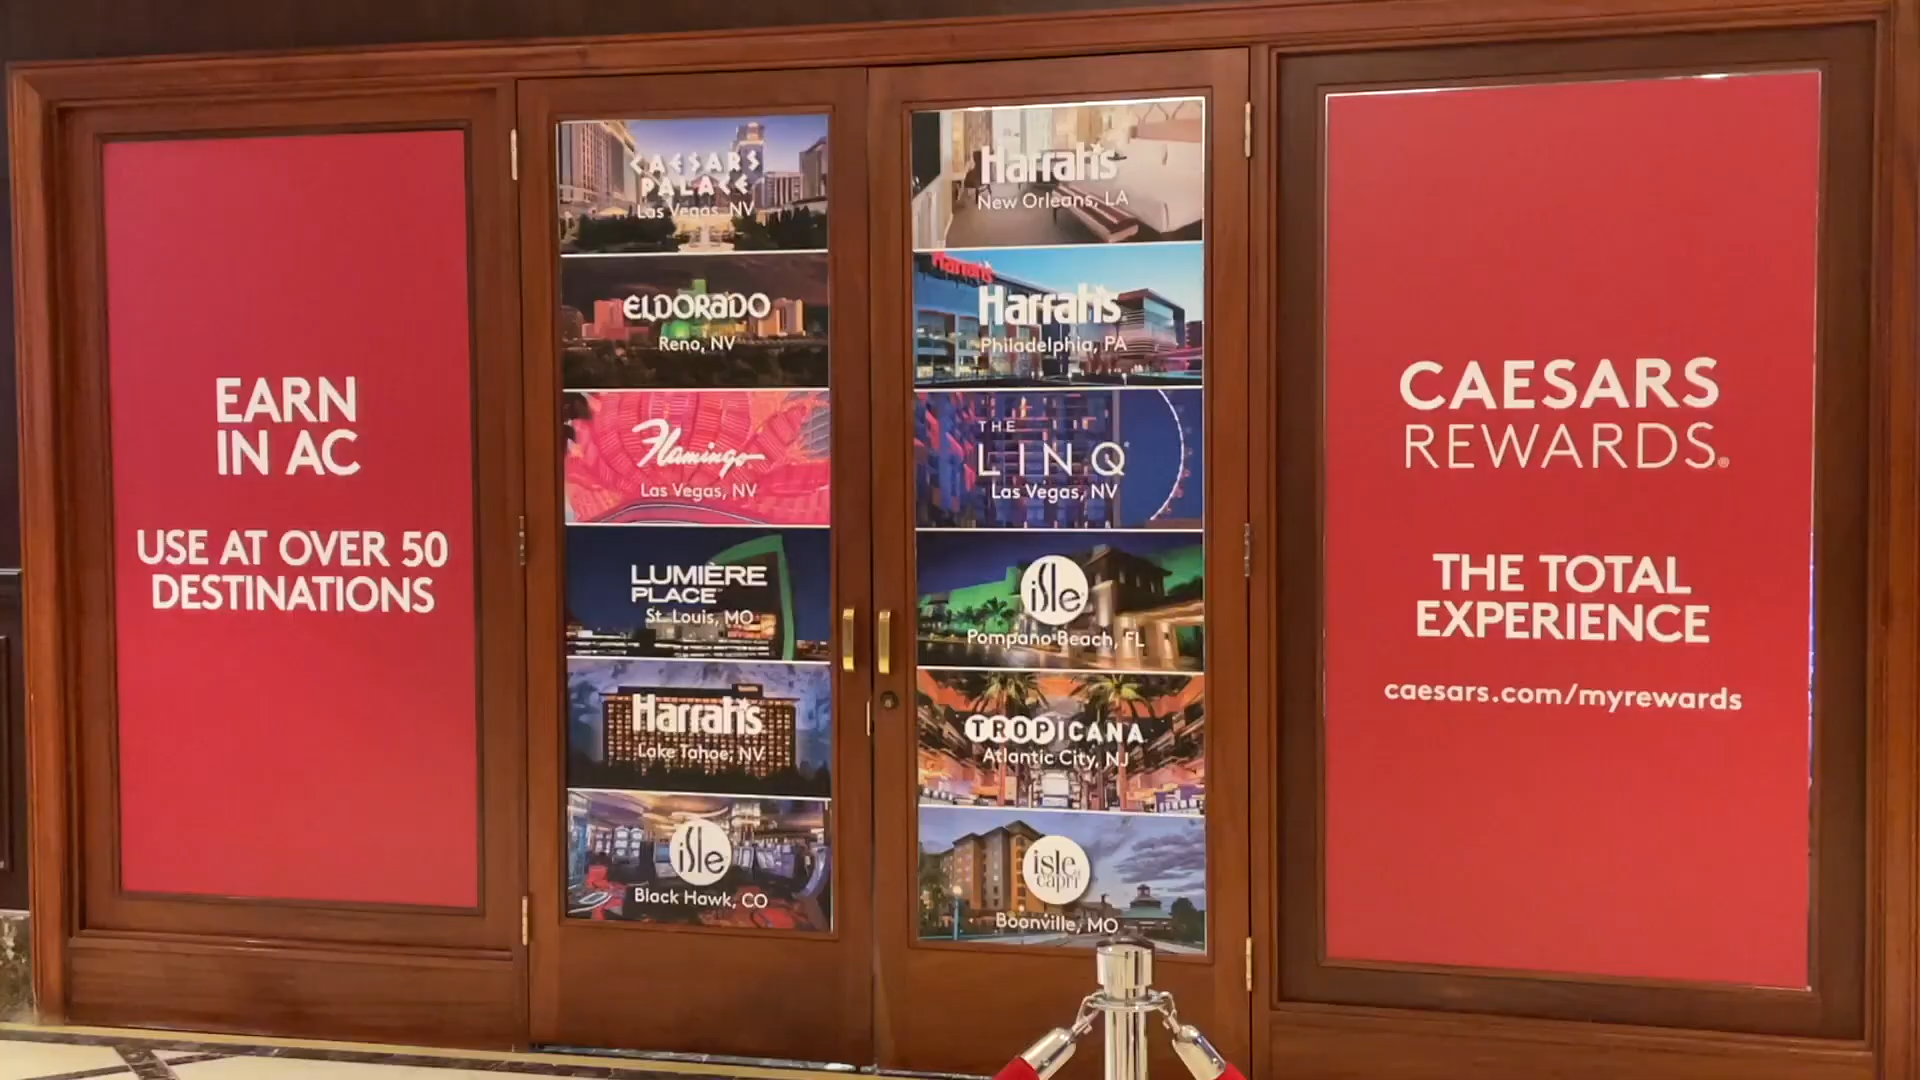 EARN
IN AC
USE AT OVER 50
DESTINATIONS
CAESARS
PALACE
Las Vegas, NV
ELDORADO
Reno, NV
Flamingo
Las Vegas, NV
LUMIÈRE
PLACE™
St. Louis, MO
Harrah's
Lake Tahoe, NV
isle
Black Hawk, CO
Harrah's
New Orleans, LA
Harrah's
Harrah's
Philadelphia, PA
THE
LINQ
Las Vegas, NV
isle
Pompano Beach, FL
TROPICANA
Atlantic City, NJ
isle
capri
Boonville, MO
CAESARS
REWARDS®
THE TOTAL
EXPERIENCE
caesars.com/myrewards